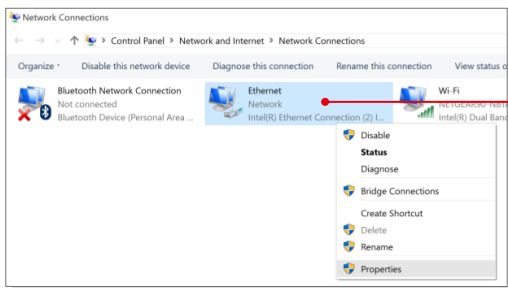 Network Connections
Control Panel > Network and Internet > Network Connections
Organize Disable this network device Diagnose this connection Rename this connection View status o
Bluetooth Network Connection
Not connected
Bluetooth Device (Personal Area ...
Ethernet
Network
Intel(R) Ethernet Connection (2) I...
Wi-Fi
Intel(R) Dual Band
Disable
Status
Diagnose
Bridge Connections
Create Shortcut
Delete
Rename
Properties